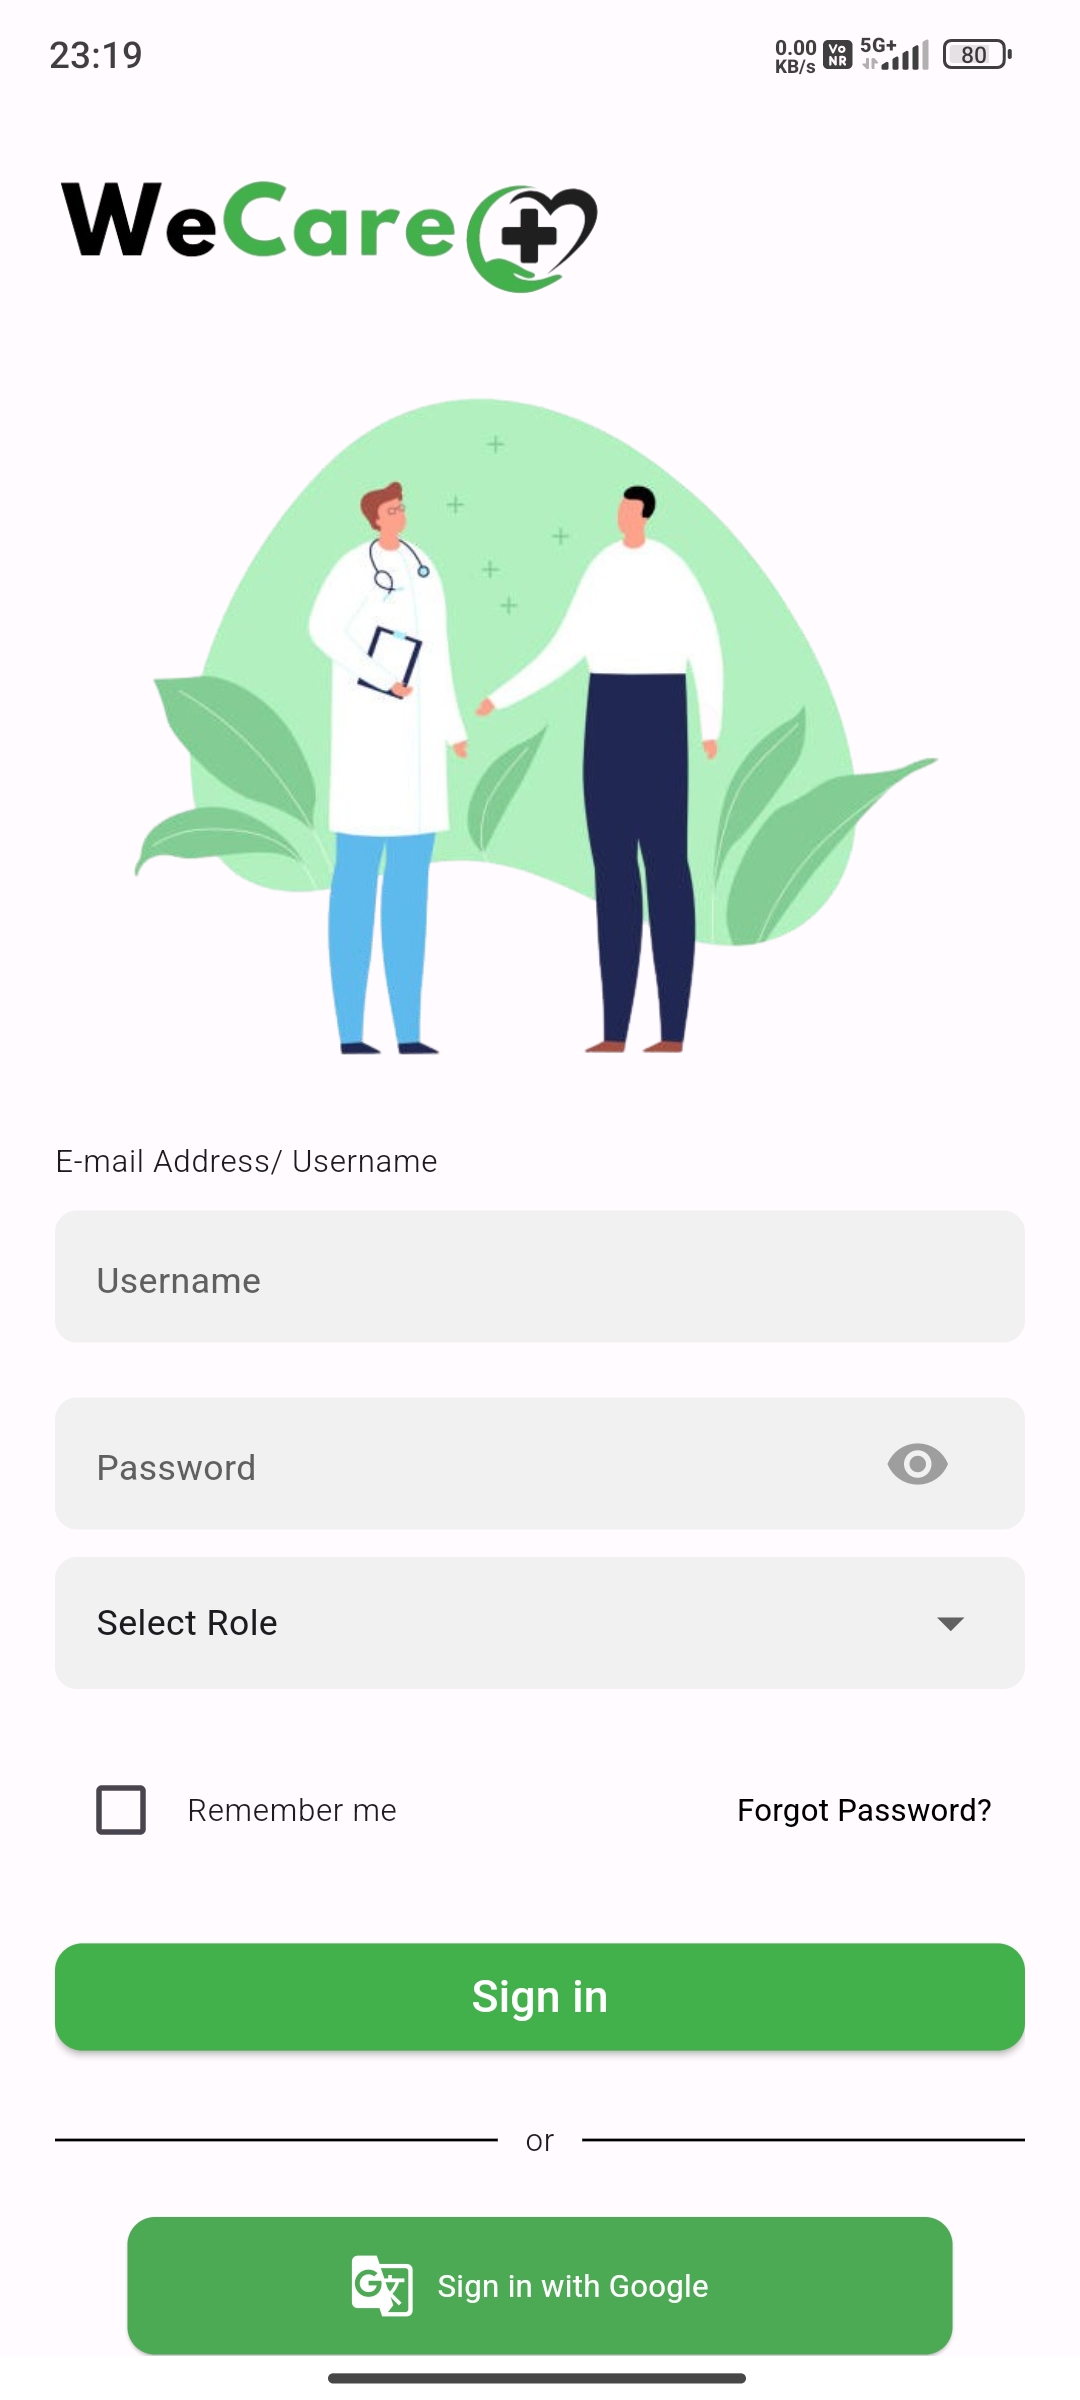 23:19
0.00 KB/s Vo NR 5G+ 80
WeCare
E-mail Address/ Username
Username
Password
Select Role
Remember me Forgot Password?
Sign in
or
G 文 Sign in with Google